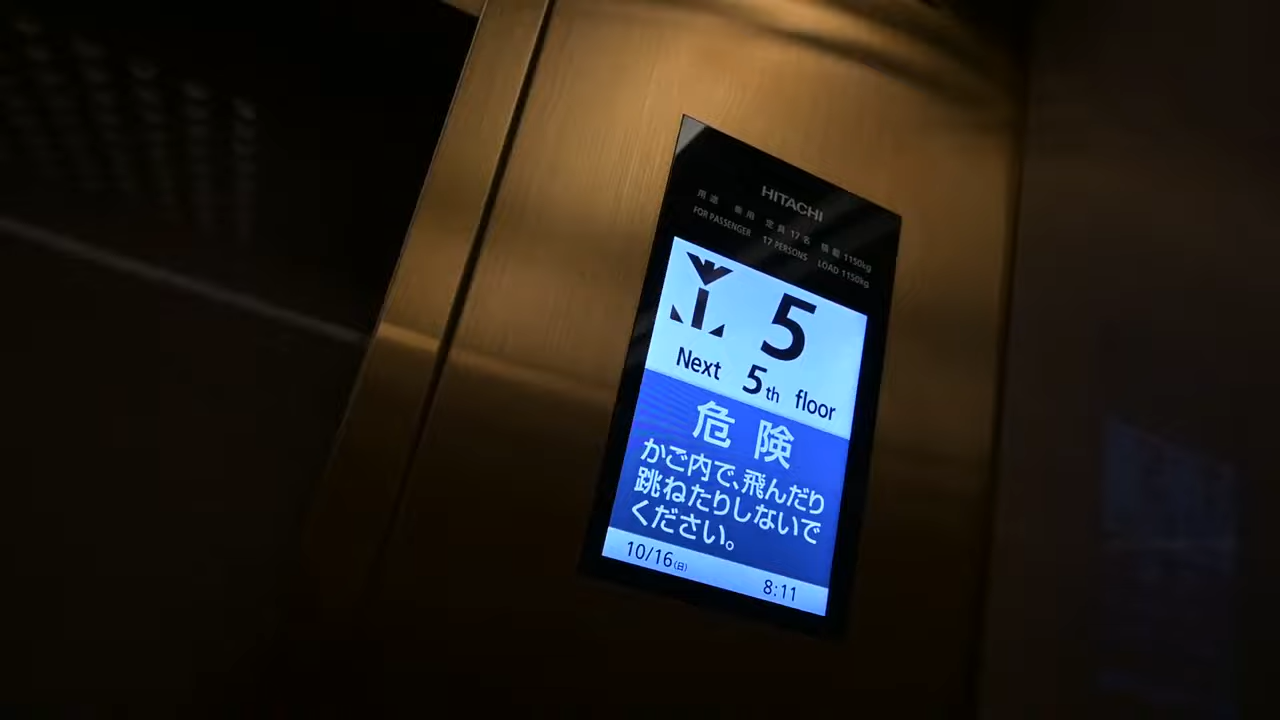 HITACHI
用途 乗用 定員 17名 積載 1150kg
FOR PASSENGER 17 PERSONS LOAD 1150kg
5
Next 5th floor
危険
かご内で、飛んだり
跳ねたりしないで
ください。
10/16(日) 8:11